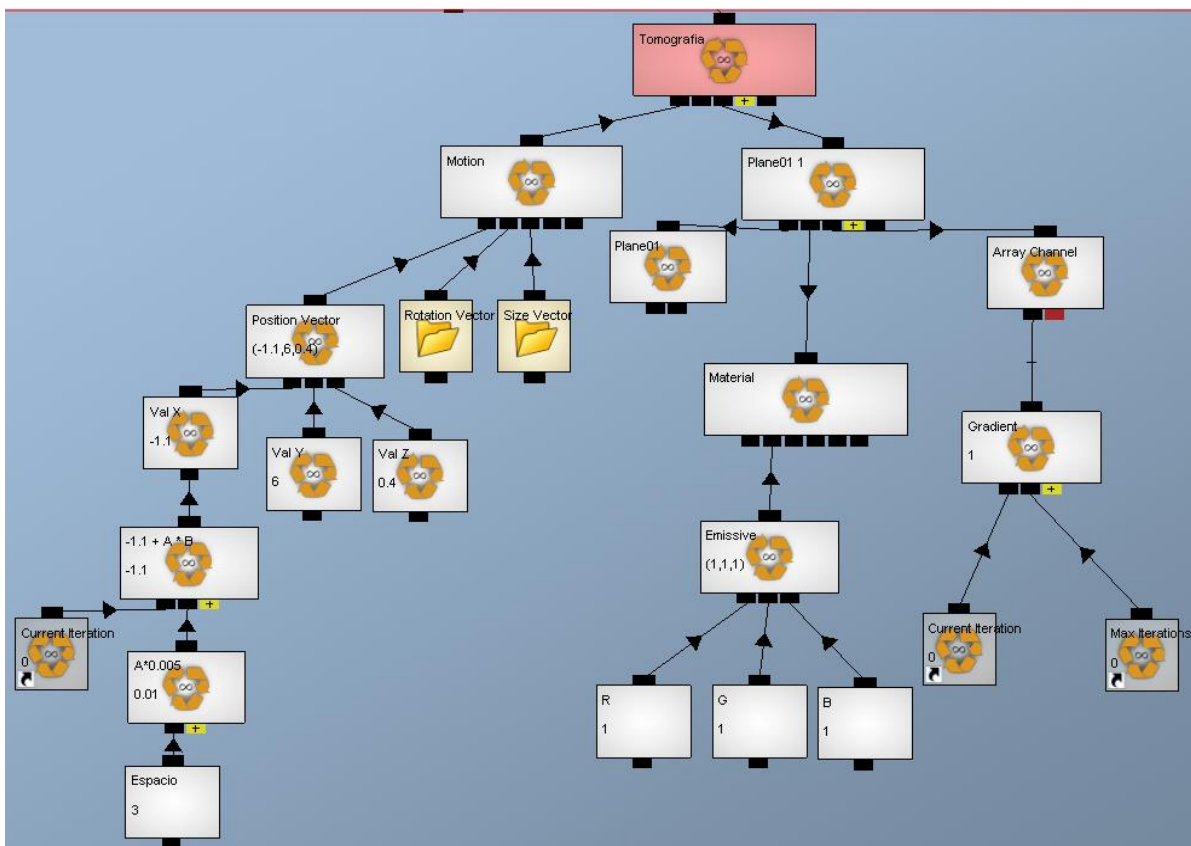 Tomografia
Motion
Plane01 1
Plane01
Array Channel
Position Vector
(-1.1,6,0.4)
Rotation Vector
Size Vector
Material
Val X
-1.1
Val Y
6
Val Z
0.4
Gradient
1
-1.1 + A * B
-1.1
Emissive
(1,1,1)
Current Iteration
0
A*0.005
0.01
Current Iteration
0
Max Iterations
0
R
1
G
1
B
1
Espacio
3